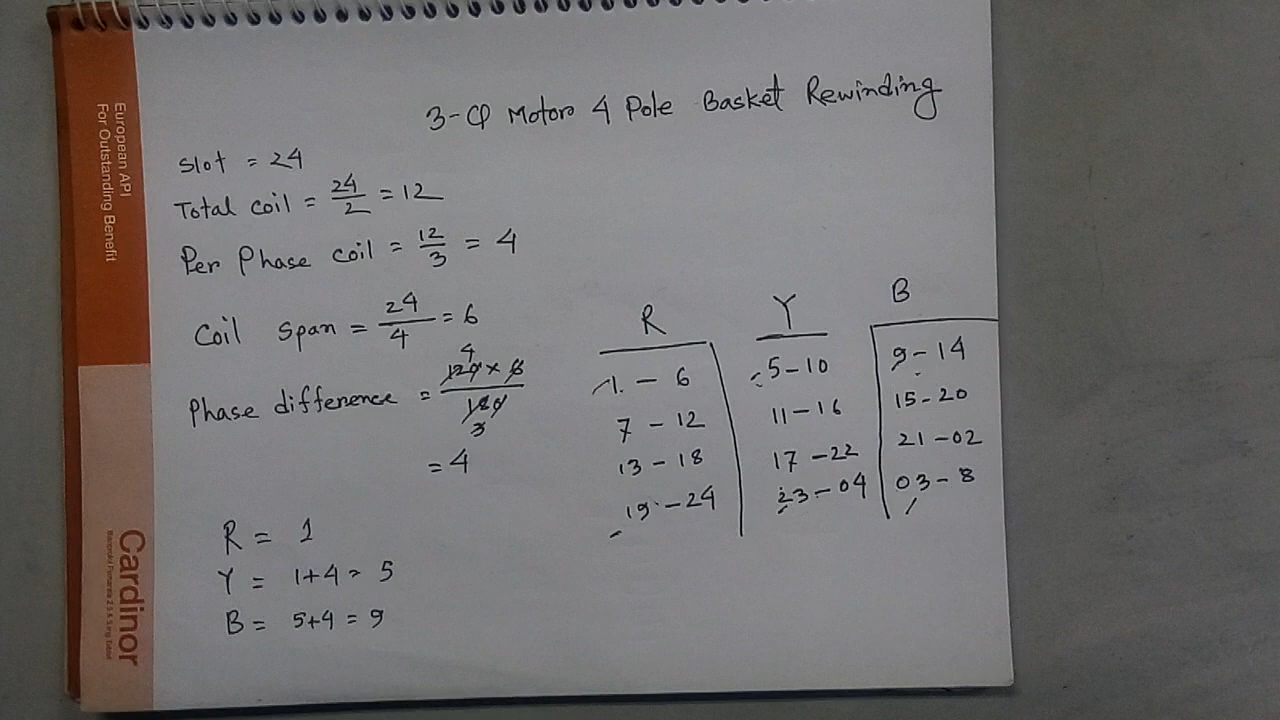 3-φ Motor 4 Pole Basket Rewinding
Slot = 24
Total coil = 24/2 = 12
Per Phase coil = 12/3 = 4
Coil Span = 24/4 = 6
Phase difference = 120 × 6 / 180
4
3
= 4
R = 1
Y = 1+4 = 5
B = 5+4 = 9
R Y B
1 - 6 5-10 9-14
7 - 12 11-16 15-20
13 - 18 17-22 21-02
19 - 24 23-04 03-8
European API
For Outstanding Benefit
Cardinor